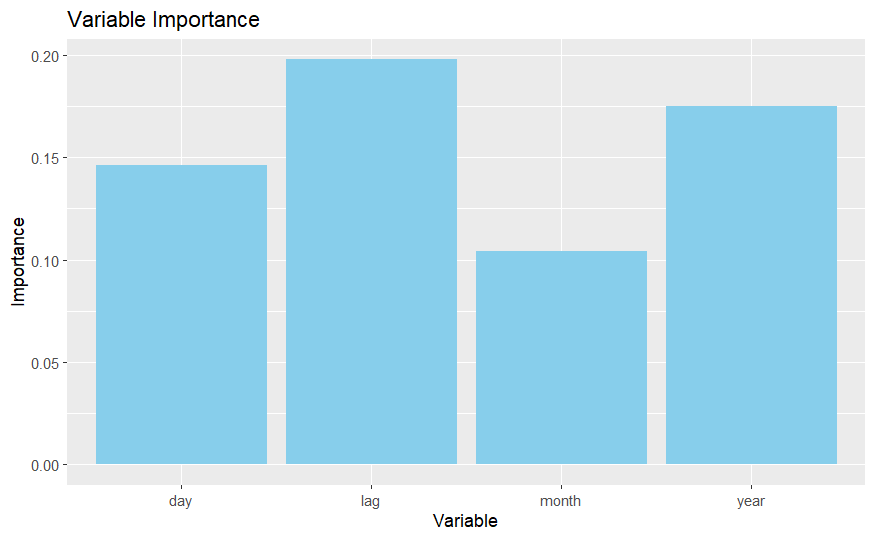 Variable Importance
0.20
0.15
0.10
0.05
0.00
Importance
day lag month year
Variable